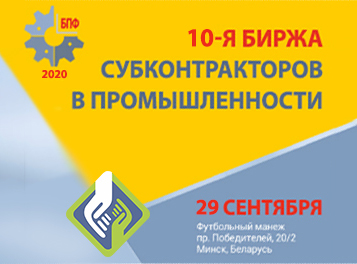 БПФ
2020
10-Я БИРЖА
СУБКОНТРАКТОРОВ
В ПРОМЫШЛЕННОСТИ
29 СЕНТЯБРЯ
Футбольный манеж
пр. Победителей, 20/2
Минск, Беларусь